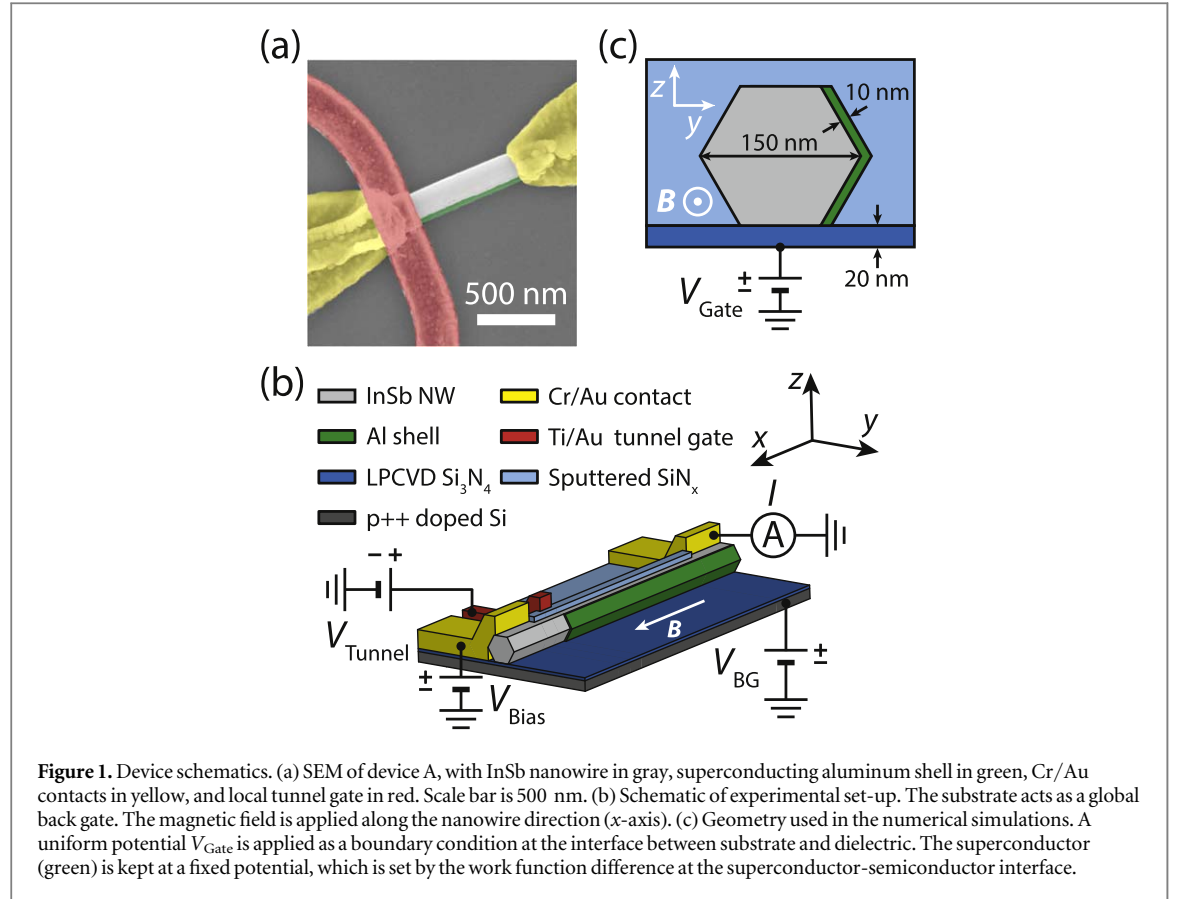 (a)
500 nm
(c)
z
y
10 nm
150 nm
B
20 nm
±
V_Gate
(b)
InSb NW
Cr/Au contact
Al shell
Ti/Au tunnel gate
LPCVD Si₃N₄
Sputtered SiNₓ
p++ doped Si
z
x
y
I
A
− +
V_Tunnel
B
±
V_Bias
V_BG
±
Figure 1. Device schematics. (a) SEM of device A, with InSb nanowire in gray, superconducting aluminum shell in green, Cr/Au
contacts in yellow, and local tunnel gate in red. Scale bar is 500 nm. (b) Schematic of experimental set-up. The substrate acts as a global
back gate. The magnetic field is applied along the nanowire direction (x-axis). (c) Geometry used in the numerical simulations. A
uniform potential V_Gate is applied as a boundary condition at the interface between substrate and dielectric. The superconductor
(green) is kept at a fixed potential, which is set by the work function difference at the superconductor-semiconductor interface.